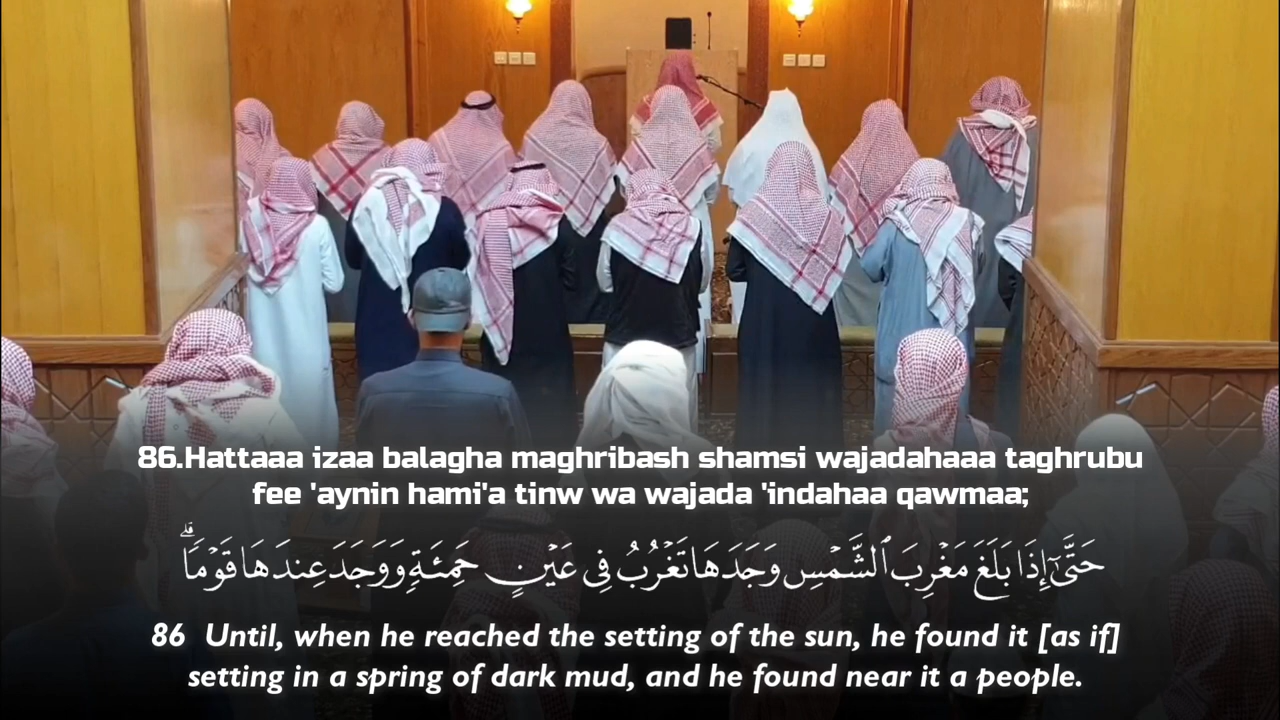 86.Hattaaa izaa balagha maghribash shamsi wajadahaaa taghrubu
fee 'aynin hami'a tinw wa wajada 'indahaa qawmaa;
حَتَّىٰٓ إِذَا بَلَغَ مَغْرِبَ ٱلشَّمْسِ وَجَدَهَا تَغْرُبُ فِى عَيْنٍ حَمِئَةٍ وَوَجَدَ عِندَهَا قَوْمًا ۗ
86 Until, when he reached the setting of the sun, he found it [as if]
setting in a spring of dark mud, and he found near it a people.